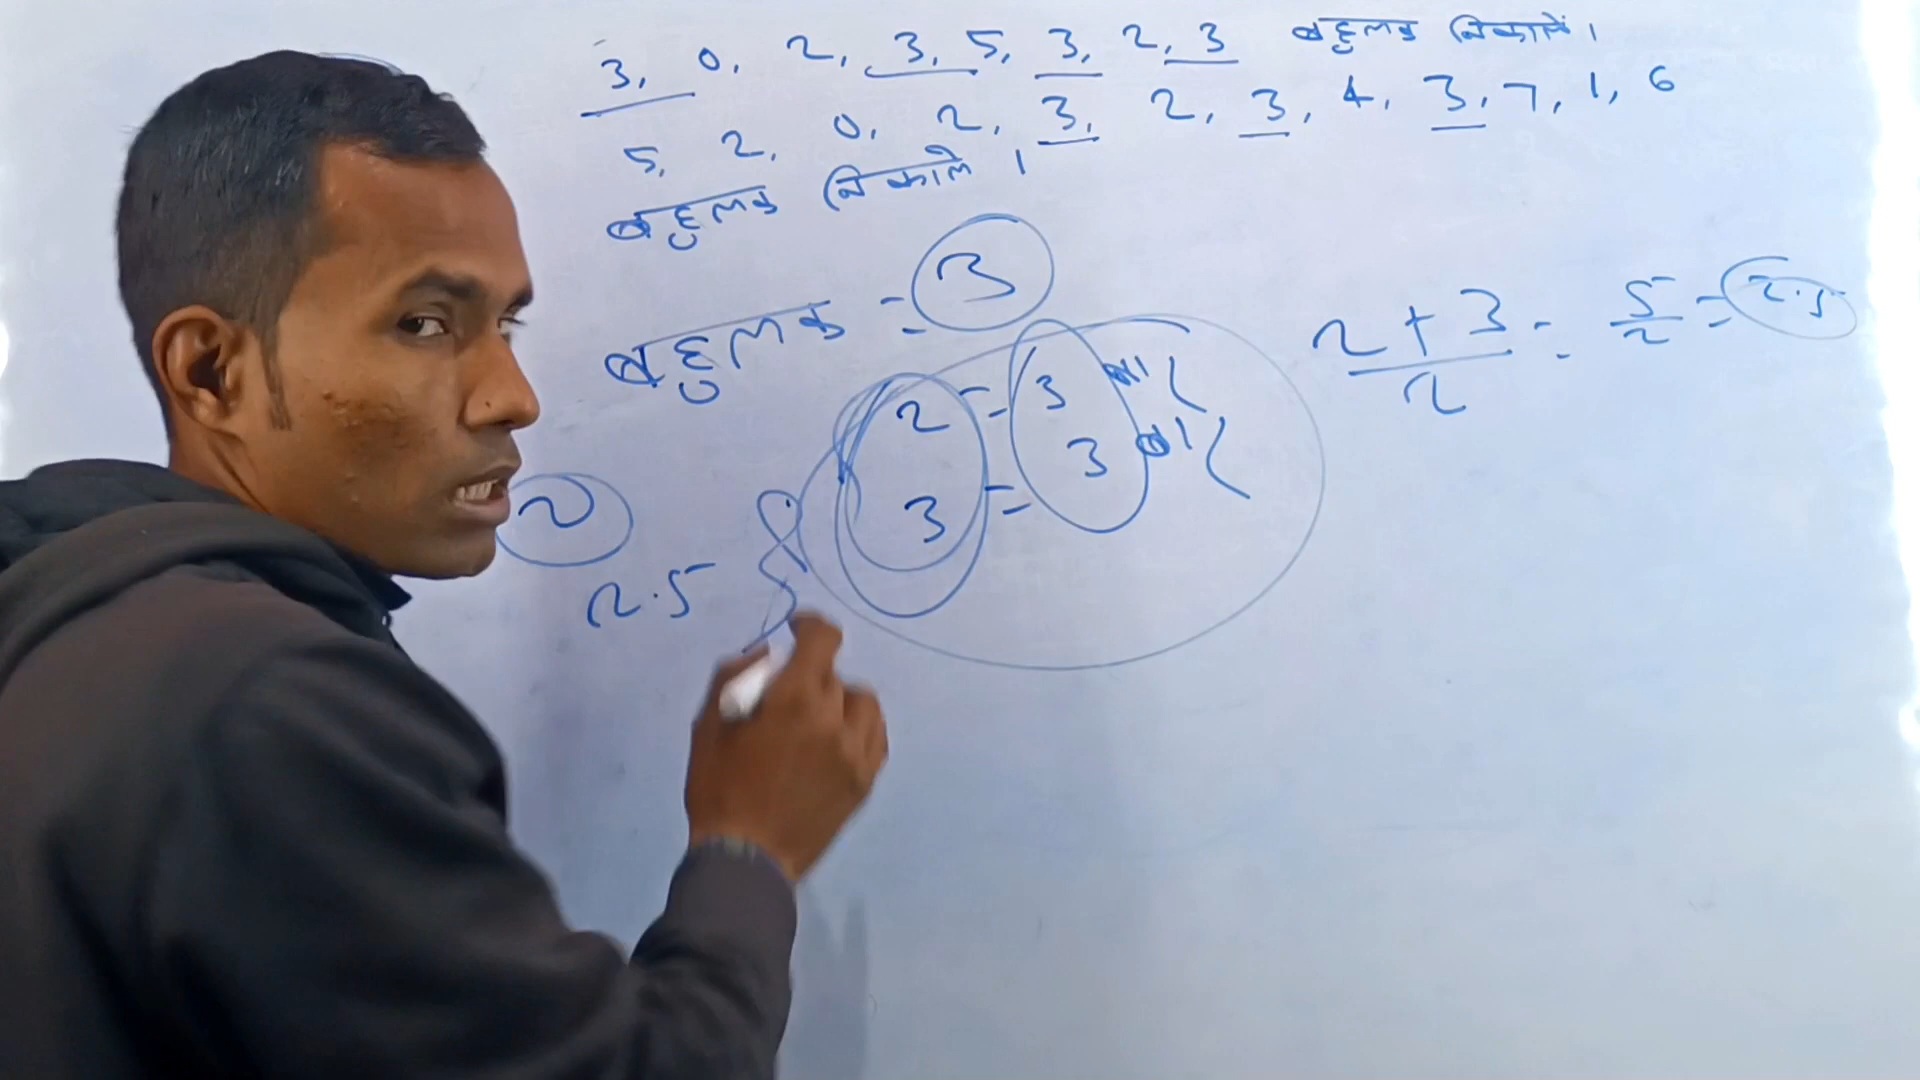 3, 0, 2, 3, 5, 3, 2, 3 बहुलक निकालें।
5, 2, 0, 2, 3, 2, 3, 4, 3, 7, 1, 6
बहुलक निकाले।
बहुलक = 3
2 + 3 / 2 = 5 / 2 = 2.5
2 = 3 बार
3 = 3 बार
2
2.5